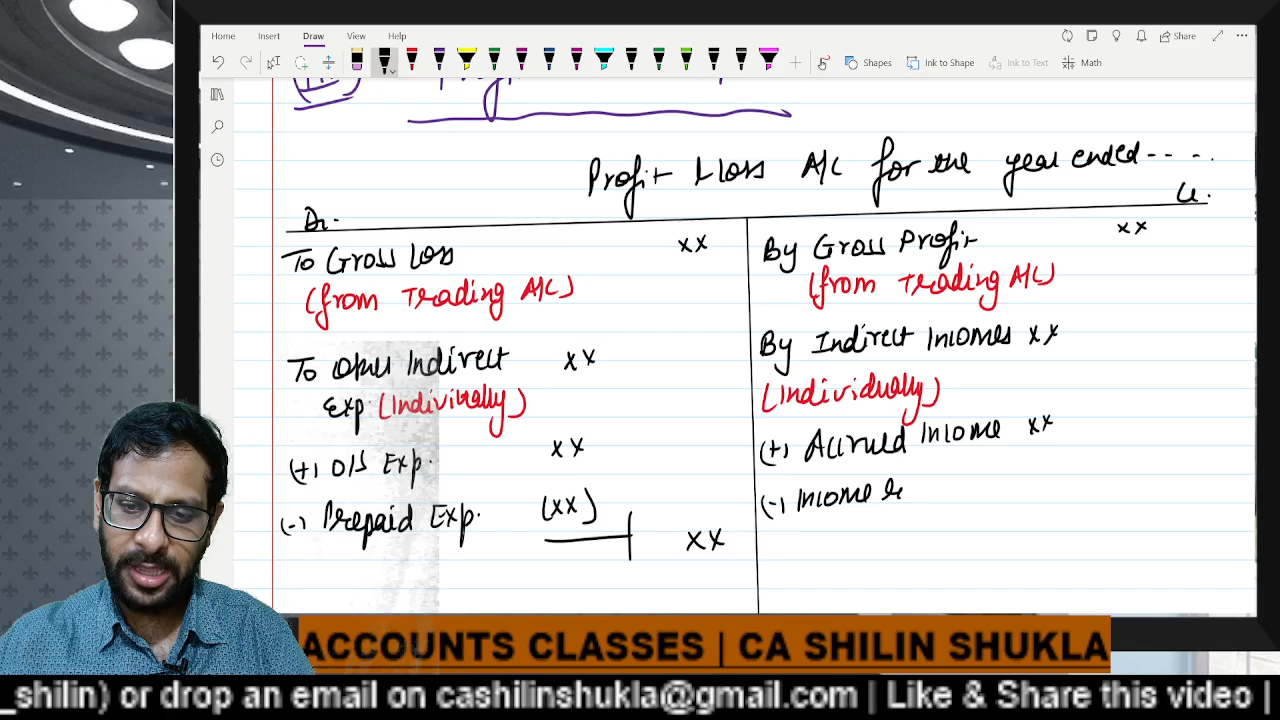 Home Insert Draw View Help
Share
Shapes Ink to Shape Ink to Text Math
Profit & Loss A/c for the year ended-- --
Dr. Cr.
To Gross Loss xx
(from Trading A/c)
To Other Indirect xx
Exp. (Indivirally)
(+) O/s Exp. xx
(-) Prepaid Exp. (xx)
xx
By Gross Profit xx
(from Trading A/c)
By Indirect Incomes xx
(Individually)
(+) Accrued Income xx
(-) Income
ACCOUNTS CLASSES | CA SHILIN SHUKLA
_shilin) or drop an email on cashilinshukla@gmail.com | Like & Share this video |